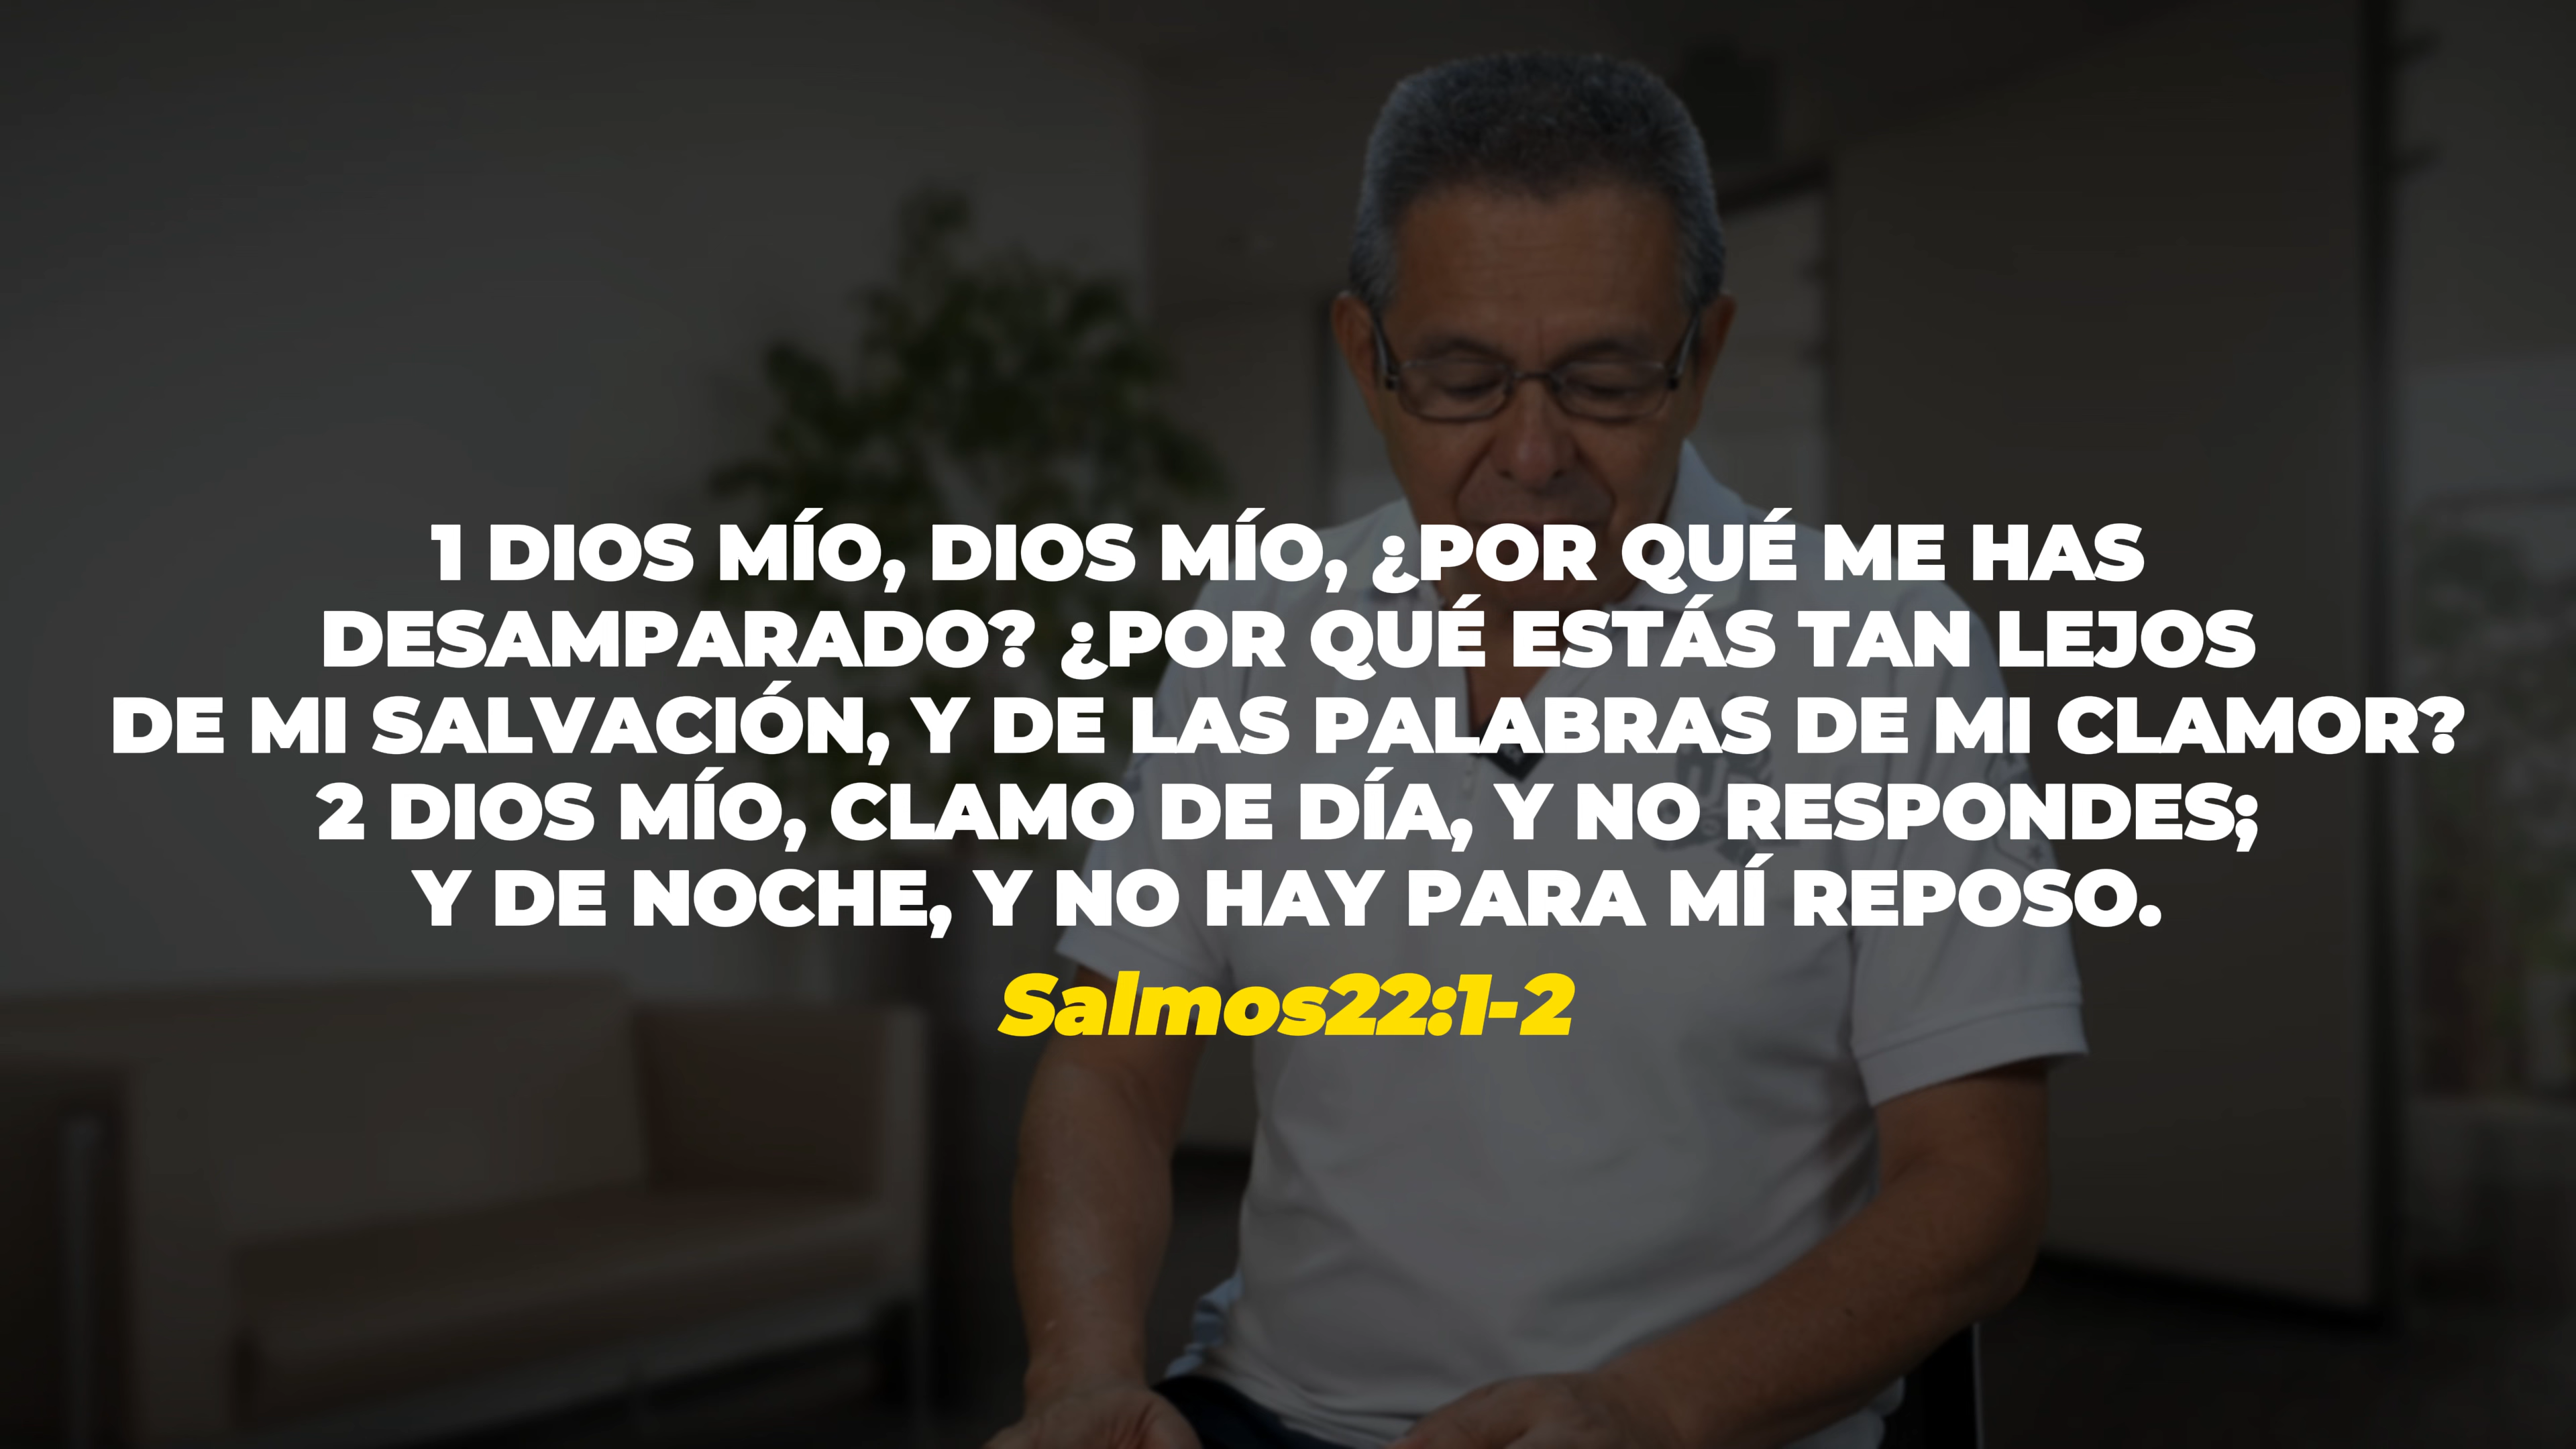 1 DIOS MÍO, DIOS MÍO, ¿POR QUÉ ME HAS
DESAMPARADO? ¿POR QUÉ ESTÁS TAN LEJOS
DE MI SALVACIÓN, Y DE LAS PALABRAS DE MI CLAMOR?
2 DIOS MÍO, CLAMO DE DÍA, Y NO RESPONDES;
Y DE NOCHE, Y NO HAY PARA MÍ REPOSO.
Salmos22:1-2